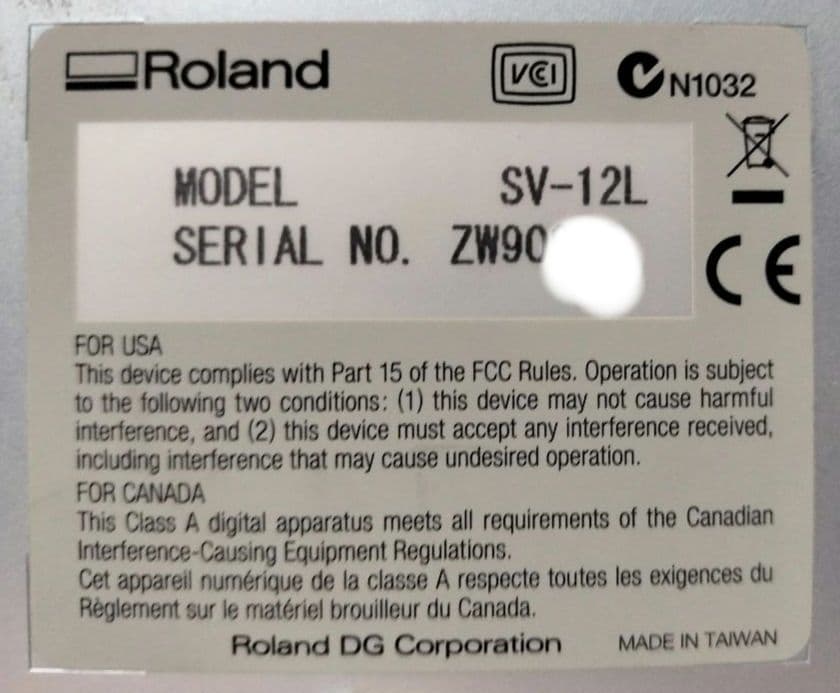 Roland
VCI N1032
MODEL SV-12L
SERIAL NO. ZW90
CE
FOR USA
This device complies with Part 15 of the FCC Rules. Operation is subject
to the following two conditions: (1) this device may not cause harmful
interference, and (2) this device must accept any interference received,
including interference that may cause undesired operation.
FOR CANADA
This Class A digital apparatus meets all requirements of the Canadian
Interference-Causing Equipment Regulations.
Cet appareil numérique de la classe A respecte toutes les exigences du
Règlement sur le matériel brouilleur du Canada.
Roland DG Corporation MADE IN TAIWAN